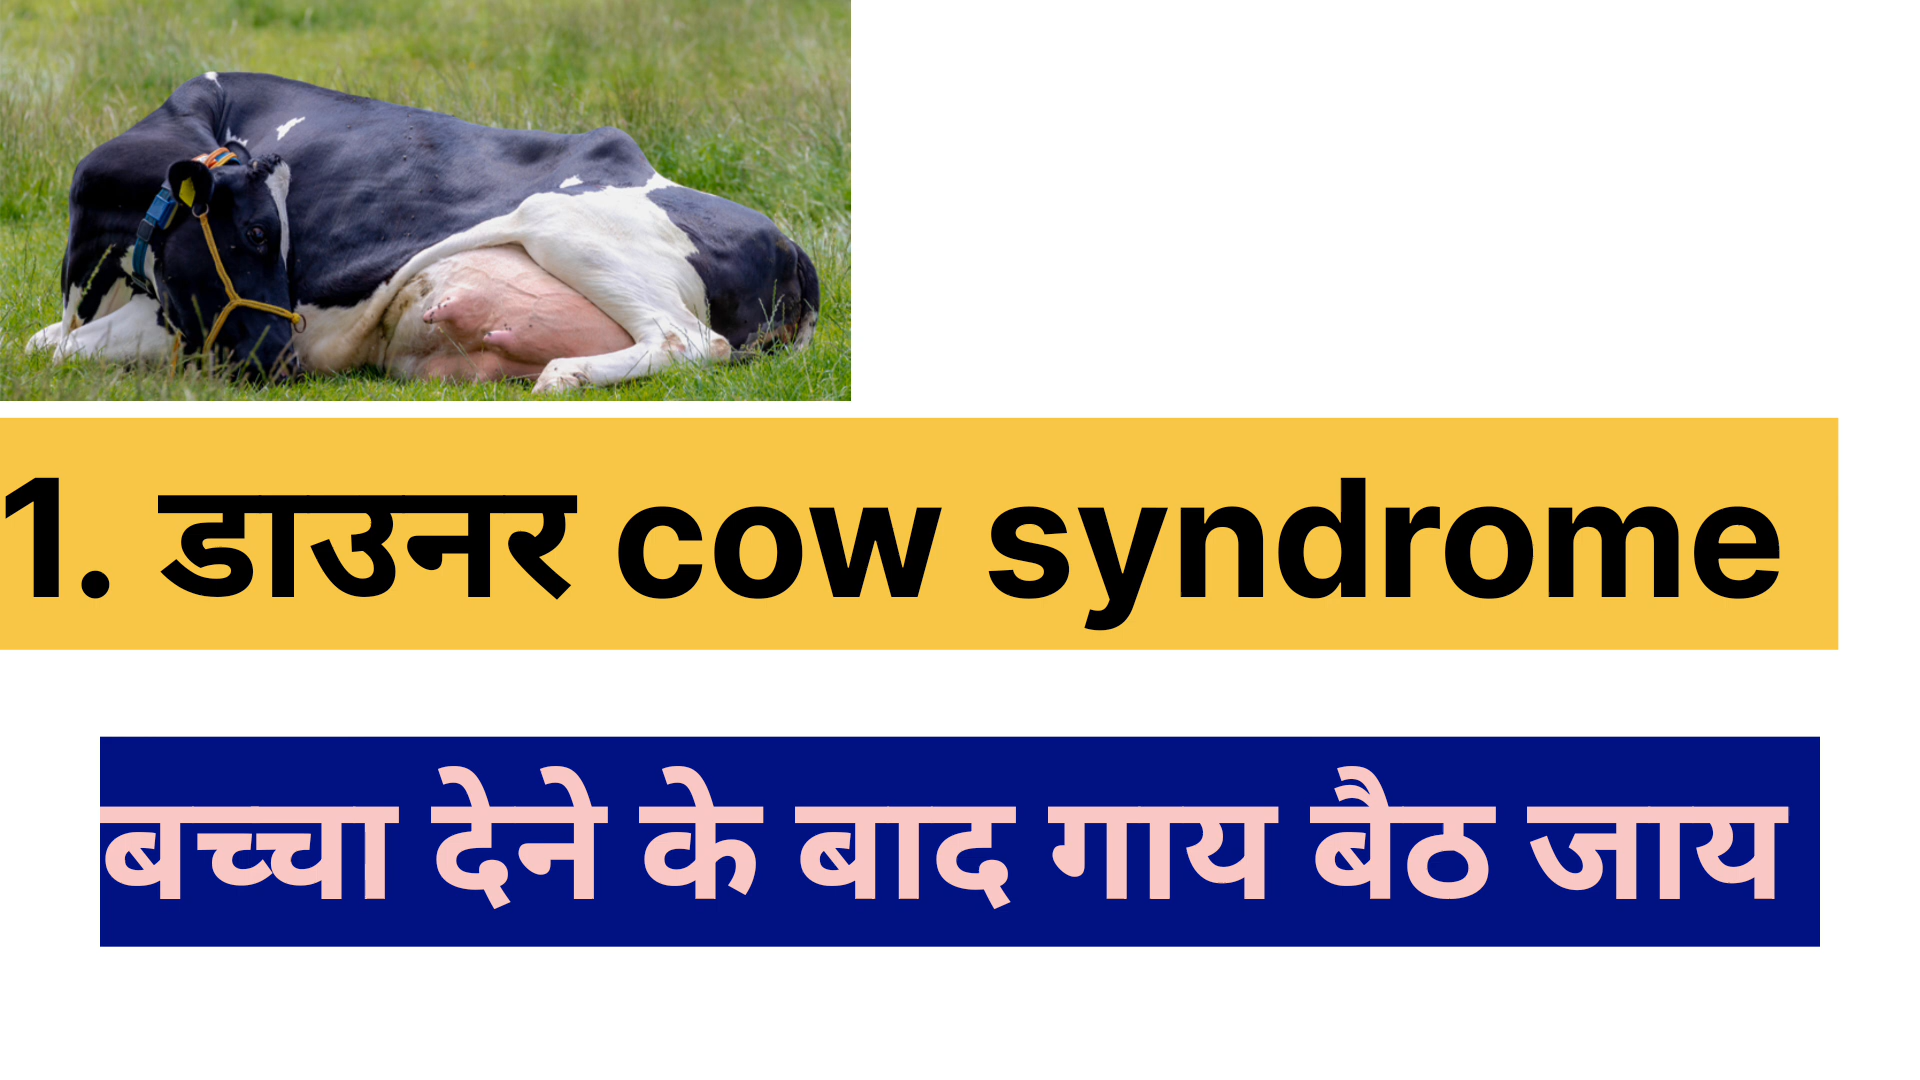 1. डाउनर cow syndrome
बच्चा देने के बाद गाय बैठ जाय